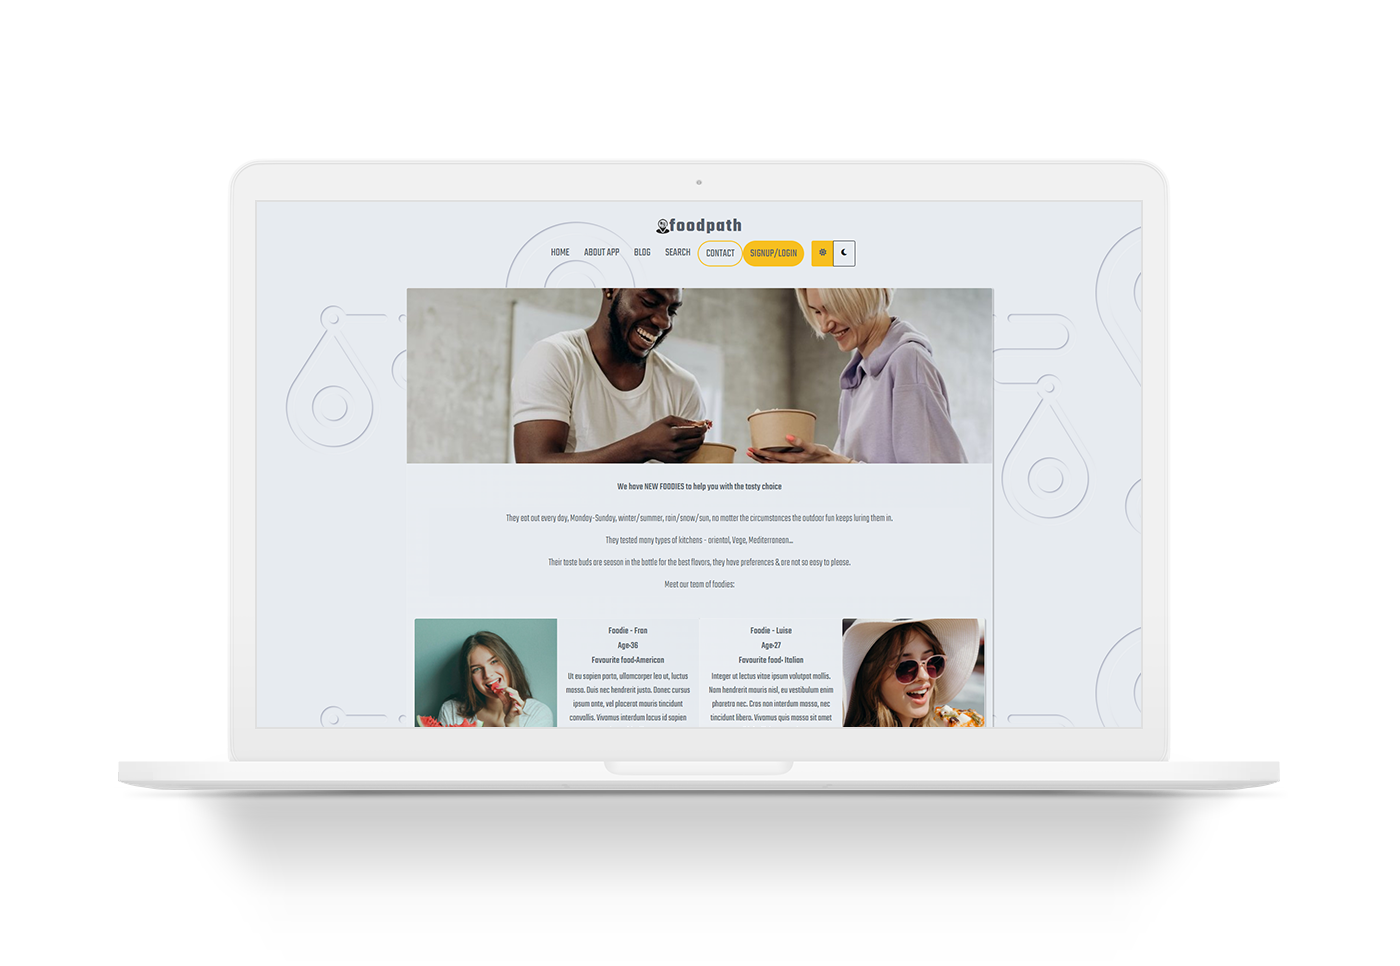 foodpath
HOME ABOUT APP BLOG SEARCH CONTACT SIGNUP/LOGIN
We have NEW FOODIES to help you with the tasty choice
They eat out every day, Monday-Sunday, winter/summer, rain/snow/sun, no matter the circumstances the outdoor fun keeps luring them in.
They tested many types of kitchens - oriental, Vege, Mediterranean...
Their taste buds are season in the battle for the best flavors, they have preferences & are not so easy to please.
Meet our team of foodies:
Foodie - Fran
Age-36
Favourite food-American
Ut eu sapien porta, ullamcorper leo ut, luctus
massa. Duis nec hendrerit justo. Donec cursus
ipsum ante, vel placerat mauris tincidunt
convallis. Vivamus interdum lacus id sapien
Foodie - Luise
Age-27
Favourite food- Italian
Integer ut lectus vitae ipsum volutpat mollis.
Nam hendrerit mauris nisl, eu vestibulum enim
pharetra nec. Cras non interdum massa, nec
tincidunt libero. Vivamus quis massa sit amet